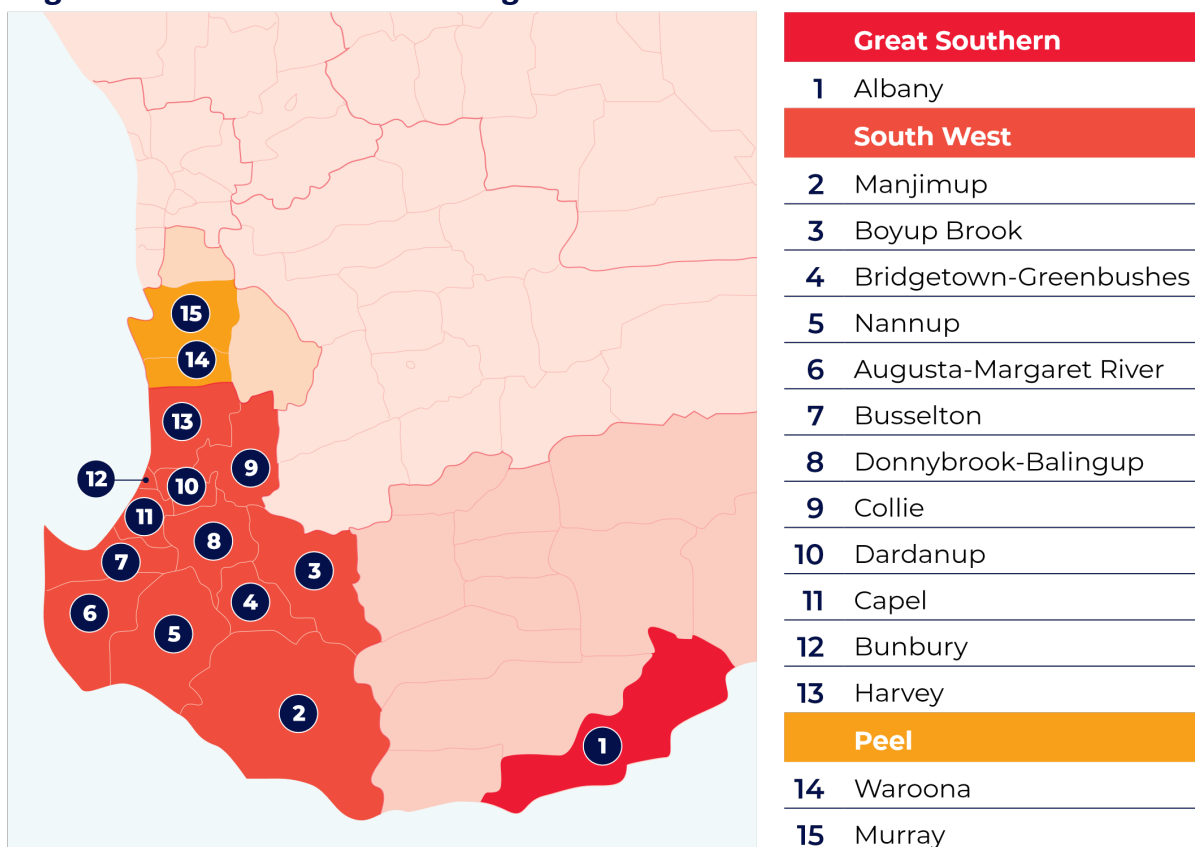 15
14
13
9
12
10
11
8
7
3
4
6
5
2
1
Great Southern
1 Albany
South West
2 Manjimup
3 Boyup Brook
4 Bridgetown-Greenbushes
5 Nannup
6 Augusta-Margaret River
7 Busselton
8 Donnybrook-Balingup
9 Collie
10 Dardanup
11 Capel
12 Bunbury
13 Harvey
Peel
14 Waroona
15 Murray